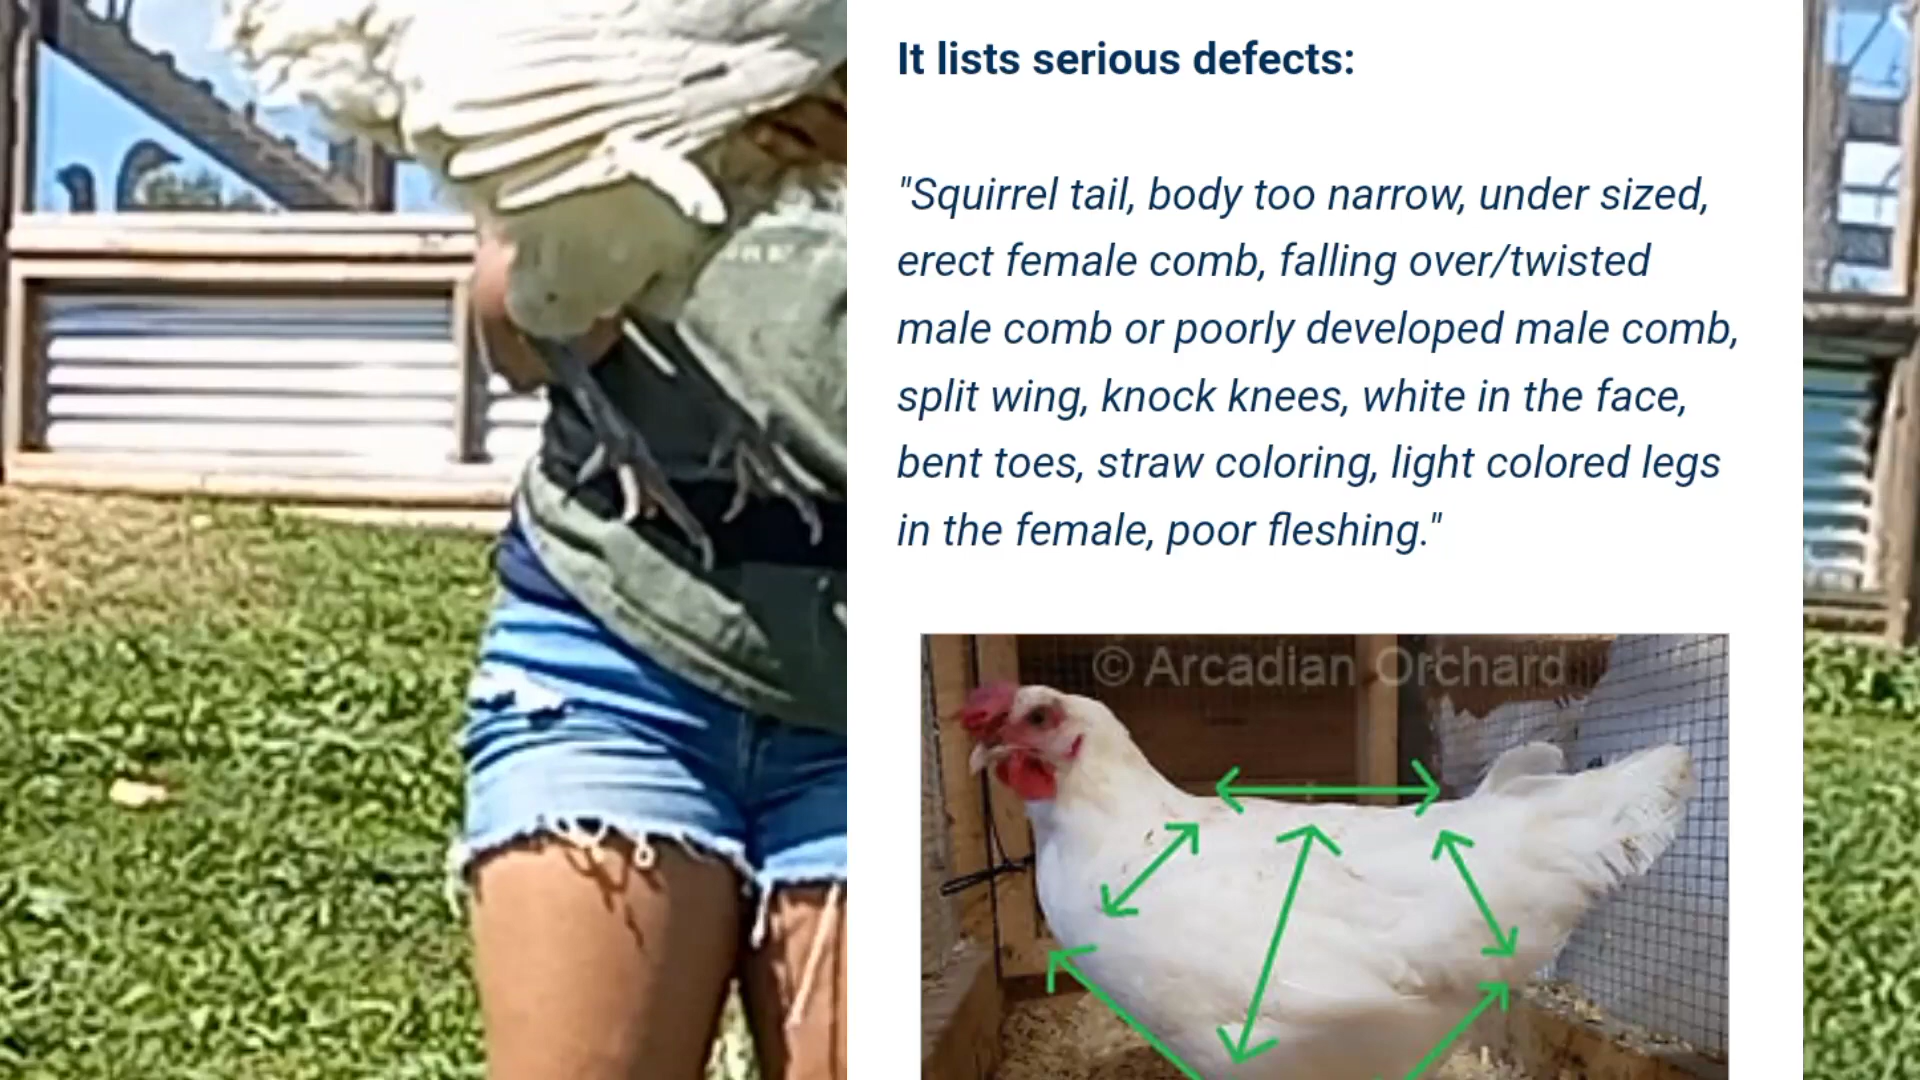 It lists serious defects:
"Squirrel tail, body too narrow, under sized,
erect female comb, falling over/twisted
male comb or poorly developed male comb,
split wing, knock knees, white in the face,
bent toes, straw coloring, light colored legs
in the female, poor fleshing."
© Arcadian Orchard